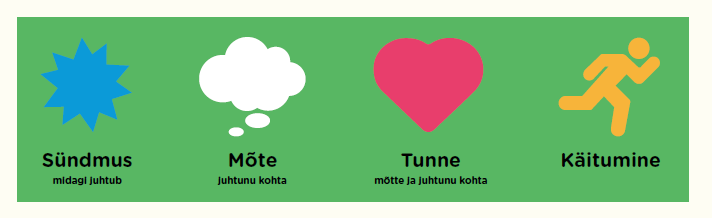 Sündmus
midagi juhtub
Mõte
juhtunu kohta
Tunne
mõtte ja juhtunu kohta
Käitumine